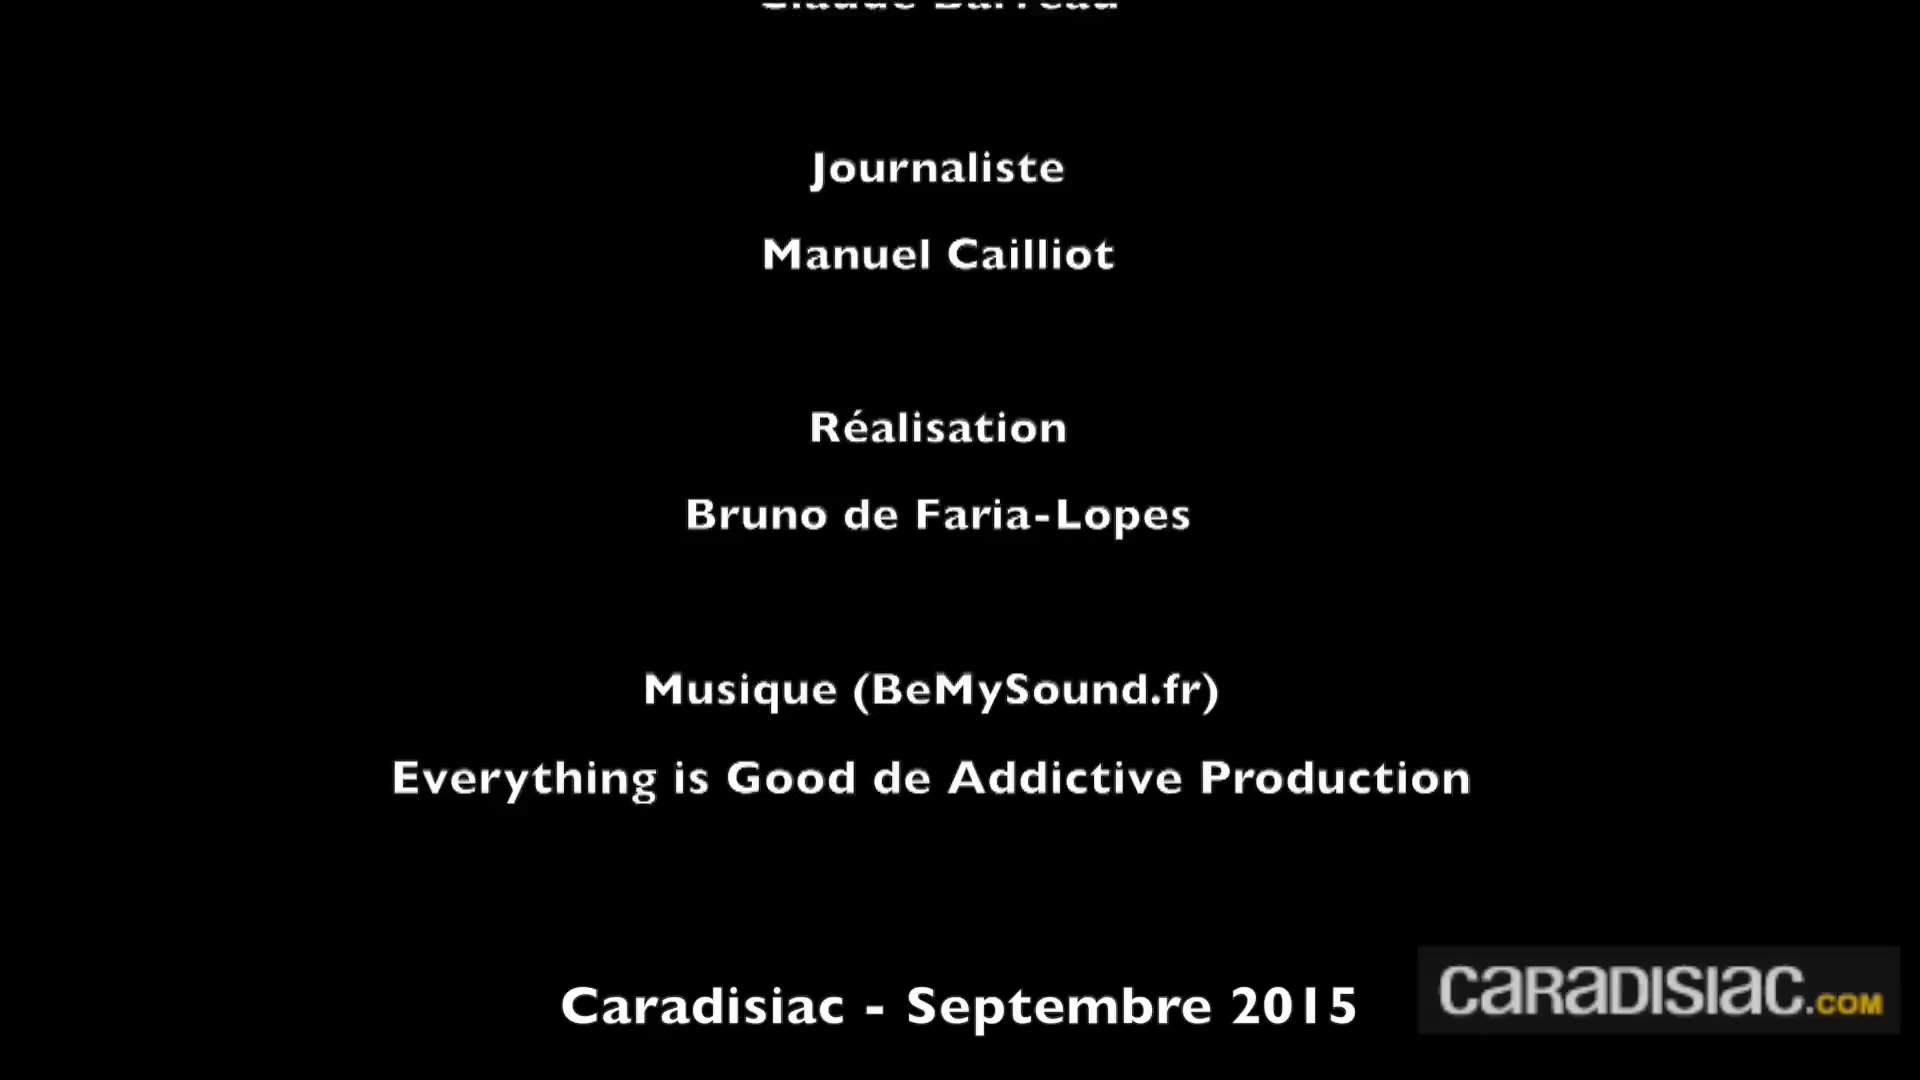 Journaliste
Manuel Cailliot
Réalisation
Bruno de Faria-Lopes
Musique (BeMySound.fr)
Everything is Good de Addictive Production
Caradisiac - Septembre 2015
CARADISIAC.COM